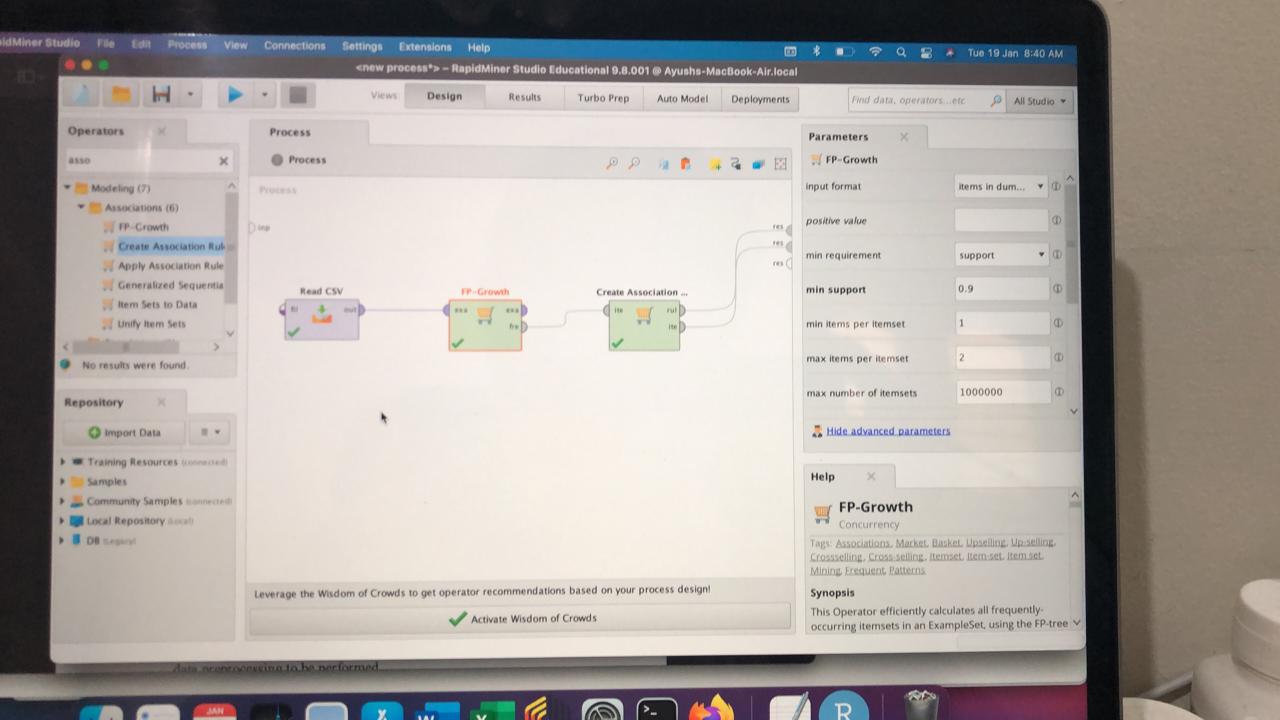 idMiner Studio File Edit Process View Connections Settings Extensions Help
Tue 19 Jan 8:40 AM
<new process*> – RapidMiner Studio Educational 9.8.001 @ Ayushs-MacBook-Air.local
Views: Design Results Turbo Prep Auto Model Deployments
Find data, operators...etc
All Studio
Operators
asso
Modeling (7)
Associations (6)
FP-Growth
Create Association Rul
Apply Association Rule
Generalized Sequentia
Item Sets to Data
Unify Item Sets
No results were found.
Repository
Import Data
Training Resources (connected)
Samples
Community Samples (connected)
Local Repository (Local)
DB (Legacy)
Process
Process
Process
inp
res
res
res
Read CSV
fil out
FP-Growth
exa exa
fre
Create Association ...
ite rul
ite
Leverage the Wisdom of Crowds to get operator recommendations based on your process design!
Activate Wisdom of Crowds
Parameters
FP-Growth
input format items in dum...
positive value
min requirement support
min support 0.9
min items per itemset 1
max items per itemset 2
max number of itemsets 1000000
Hide advanced parameters
Help
FP-Growth
Concurrency
Tags: Associations, Market, Basket, Upselling, Up-selling,
Crossselling, Cross-selling, Itemset, Item-set, Item set,
Mining, Frequent, Patterns
Synopsis
This Operator efficiently calculates all frequently-
occurring itemsets in an ExampleSet, using the FP-tree
data preprocessing to be performed
JAN
W
X
>_
R